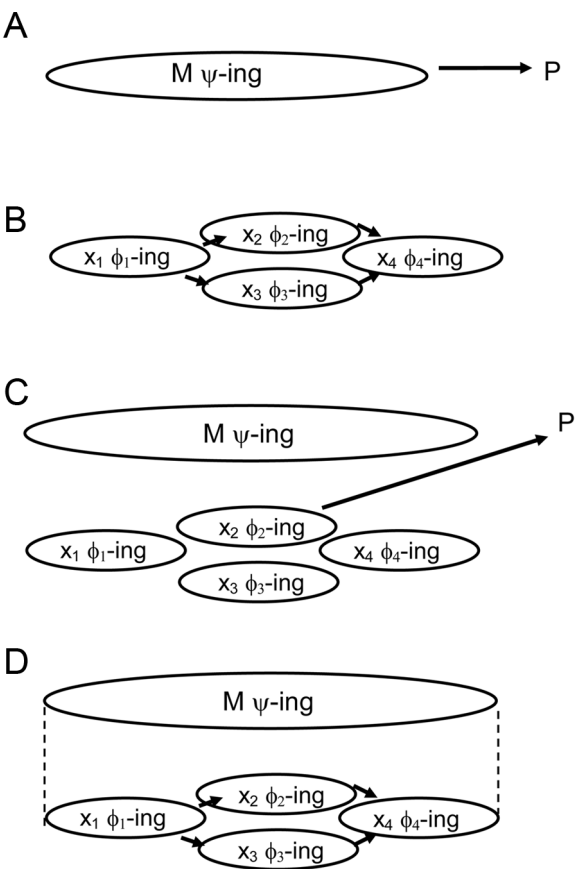 A
M ψ-ing
P
B
x₂ ϕ₂-ing
x₁ ϕ₁-ing
x₄ ϕ₄-ing
x₃ ϕ₃-ing
C
P
M ψ-ing
x₂ ϕ₂-ing
x₁ ϕ₁-ing
x₄ ϕ₄-ing
x₃ ϕ₃-ing
D
M ψ-ing
x₂ ϕ₂-ing
x₁ ϕ₁-ing
x₄ ϕ₄-ing
x₃ ϕ₃-ing